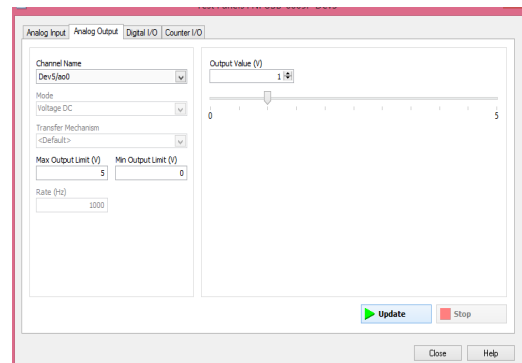 Analog Input Analog Output Digital I/O Counter I/O
Channel Name
Dev5/ao0
Mode
Voltage DC
Transfer Mechanism
<Default>
Max Output Limit (V) Min Output Limit (V)
5 0
Rate (Hz)
1000
Output Value (V)
1
0 5
Update Stop
Close Help